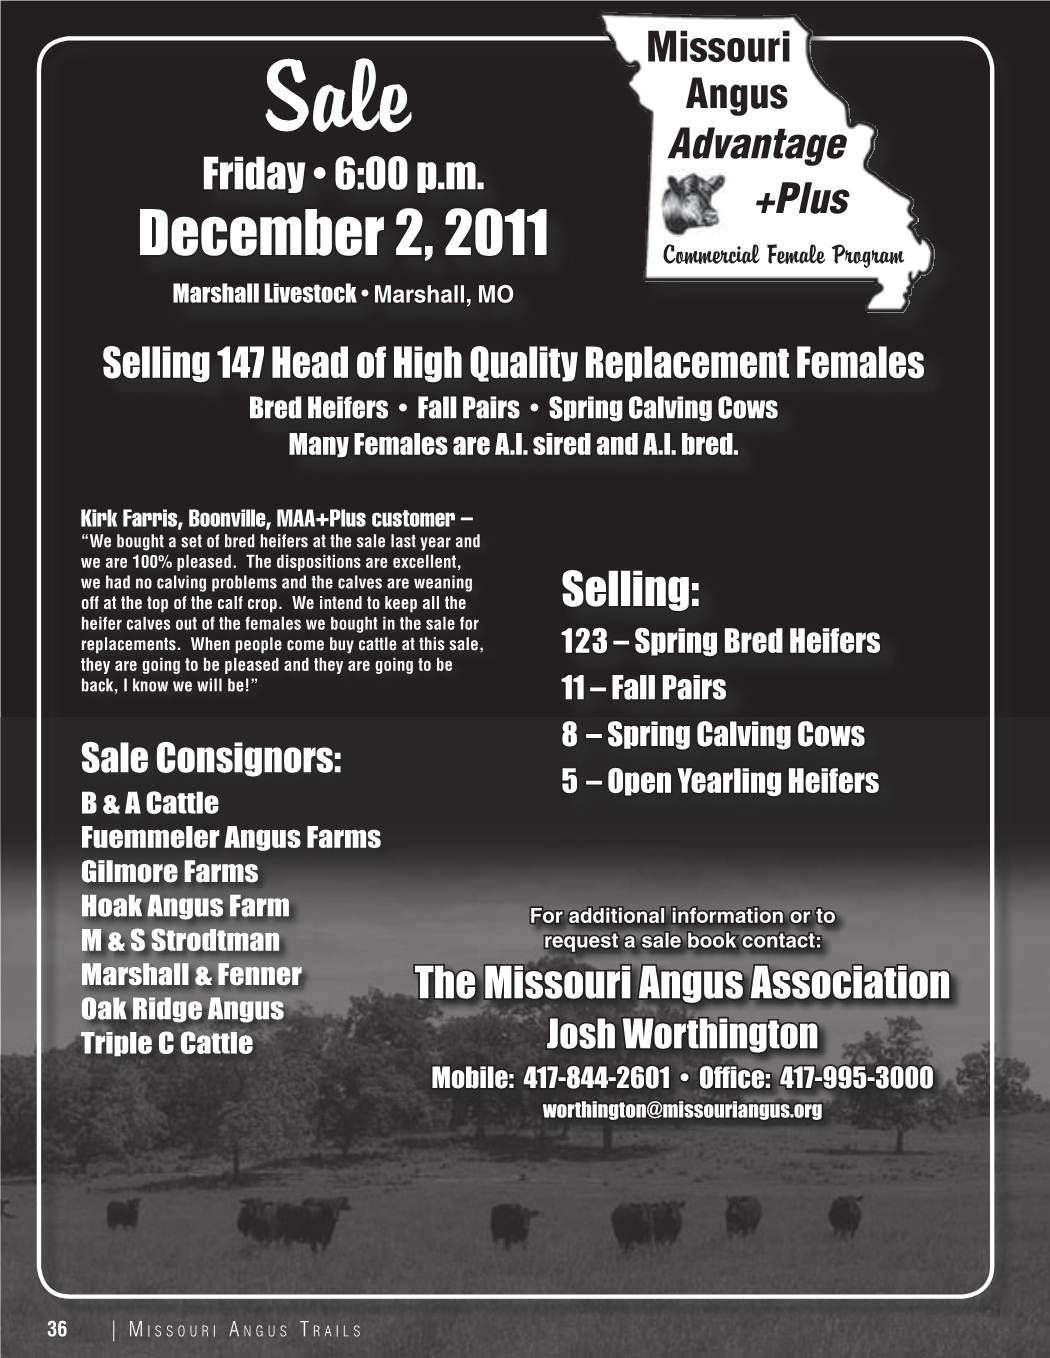 Sale
Friday • 6:00 p.m.
December 2, 2011
Marshall Livestock • Marshall, MO
Missouri
Angus
Advantage
+Plus
Commercial Female Program
Selling 147 Head of High Quality Replacement Females
Bred Heifers • Fall Pairs • Spring Calving Cows
Many Females are A.I. sired and A.I. bred.
Kirk Farris, Boonville, MAA+Plus customer –
“We bought a set of bred heifers at the sale last year and
we are 100% pleased. The dispositions are excellent,
we had no calving problems and the calves are weaning
off at the top of the calf crop. We intend to keep all the
heifer calves out of the females we bought in the sale for
replacements. When people come buy cattle at this sale,
they are going to be pleased and they are going to be
back, I know we will be!”
Sale Consignors:
B & A Cattle
Fuemmeler Angus Farms
Gilmore Farms
Hoak Angus Farm
M & S Strodtman
Marshall & Fenner
Oak Ridge Angus
Triple C Cattle
Selling:
123 – Spring Bred Heifers
11 – Fall Pairs
8 – Spring Calving Cows
5 – Open Yearling Heifers
For additional information or to
request a sale book contact:
The Missouri Angus Association
Josh Worthington
Mobile: 417-844-2601 • Office: 417-995-3000
worthington@missouriangus.org
36 | Missouri Angus Trails